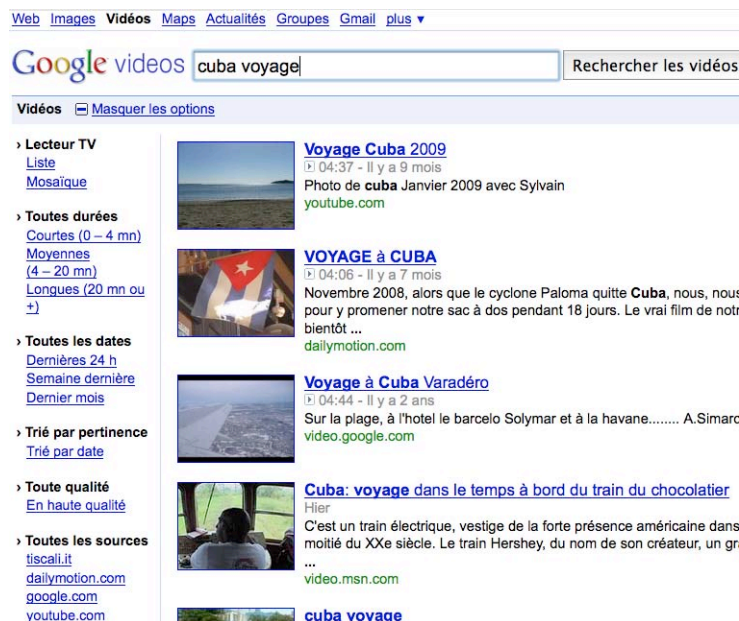 Web Images Vidéos Maps Actualités Groupes Gmail plus ▼
Google videos cuba voyage Rechercher les vidéos
Vidéos Masquer les options
› Lecteur TV
Liste
Mosaïque
› Toutes durées
Courtes (0 – 4 mn)
Moyennes
(4 – 20 mn)
Longues (20 mn ou
+)
› Toutes les dates
Dernières 24 h
Semaine dernière
Dernier mois
› Trié par pertinence
Trié par date
› Toute qualité
En haute qualité
› Toutes les sources
tiscali.it
dailymotion.com
google.com
youtube.com
Voyage Cuba 2009
04:37 - Il y a 9 mois
Photo de cuba Janvier 2009 avec Sylvain
youtube.com
VOYAGE à CUBA
04:06 - Il y a 7 mois
Novembre 2008, alors que le cyclone Paloma quitte Cuba, nous, nous
pour y promener notre sac à dos pendant 18 jours. Le vrai film de
bientôt ...
dailymotion.com
Voyage à Cuba Varadéro
04:44 - Il y a 2 ans
Sur la plage, à l'hotel le barcelo Solymar et à la havane........
video.google.com
Cuba: voyage dans le temps à bord du train du chocolatier
Hier
C'est un train électrique, vestige de la forte présence américaine dans
moitié du XXe siècle. Le train Hershey, du nom de son créateur, un
...
video.msn.com
cuba voyage